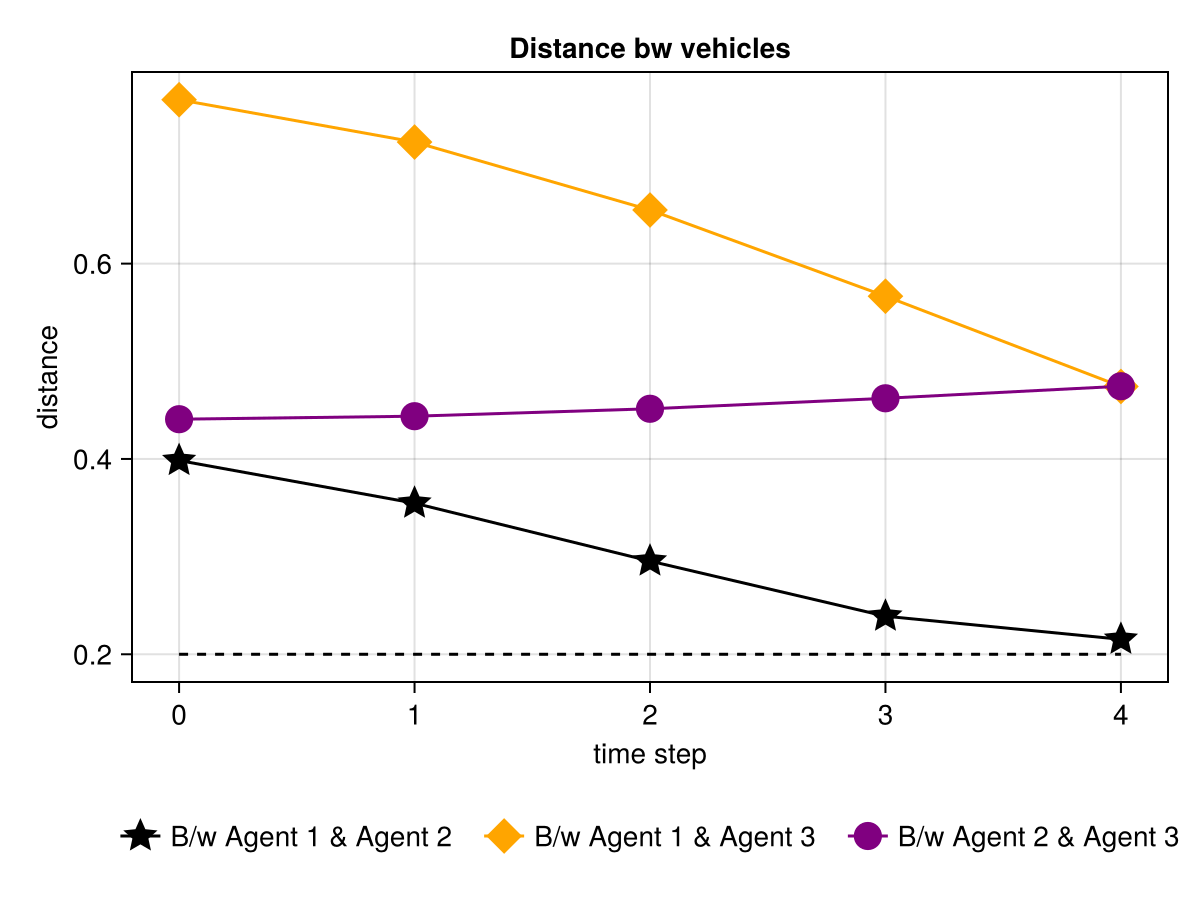 Distance bw vehicles
distance
0.6
0.4
0.2
0 1 2 3 4
time step
B/w Agent 1 & Agent 2 B/w Agent 1 & Agent 3 B/w Agent 2 & Agent 3